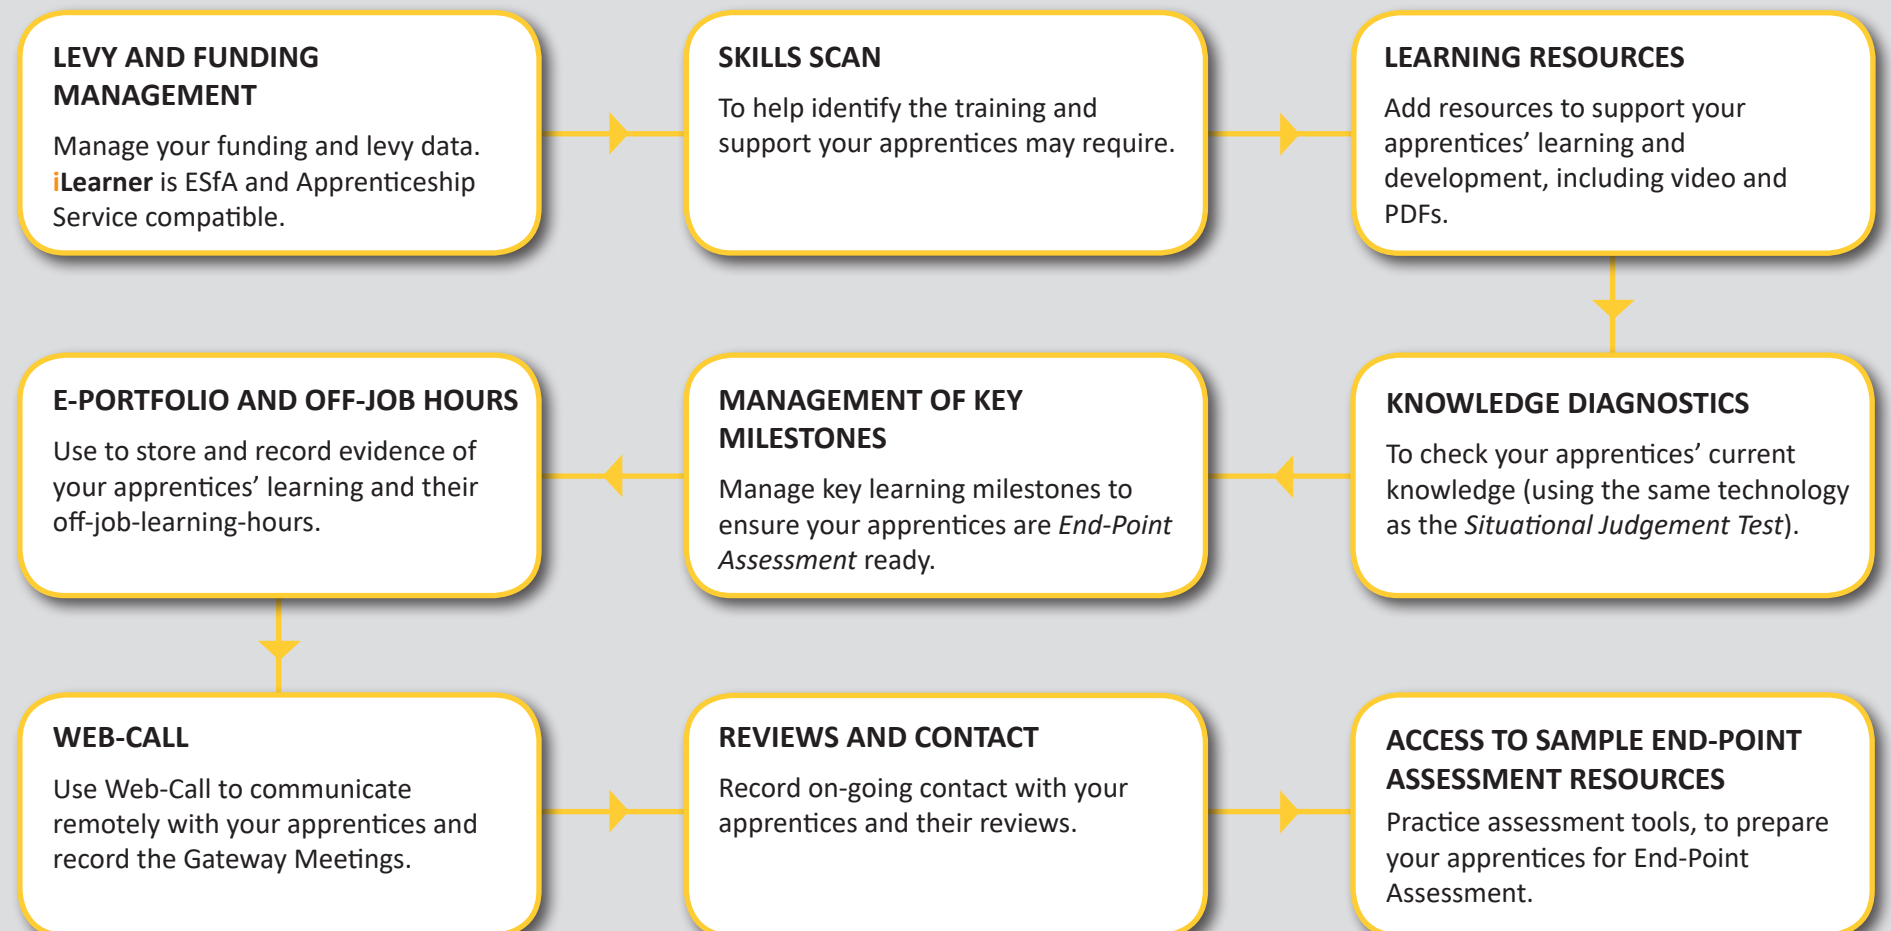 LEVY AND FUNDING
MANAGEMENT
Manage your funding and levy data.
iLearner is ESfA and Apprenticeship
Service compatible.
SKILLS SCAN
To help identify the training and
support your apprentices may require.
LEARNING RESOURCES
Add resources to support your
apprentices’ learning and
development, including video and
PDFs.
KNOWLEDGE DIAGNOSTICS
To check your apprentices’ current
knowledge (using the same technology
as the Situational Judgement Test).
MANAGEMENT OF KEY
MILESTONES
Manage key learning milestones to
ensure your apprentices are End-Point
Assessment ready.
E-PORTFOLIO AND OFF-JOB HOURS
Use to store and record evidence of
your apprentices’ learning and their
off-job-learning-hours.
WEB-CALL
Use Web-Call to communicate
remotely with your apprentices and
record the Gateway Meetings.
REVIEWS AND CONTACT
Record on-going contact with your
apprentices and their reviews.
ACCESS TO SAMPLE END-POINT
ASSESSMENT RESOURCES
Practice assessment tools, to prepare
your apprentices for End-Point
Assessment.